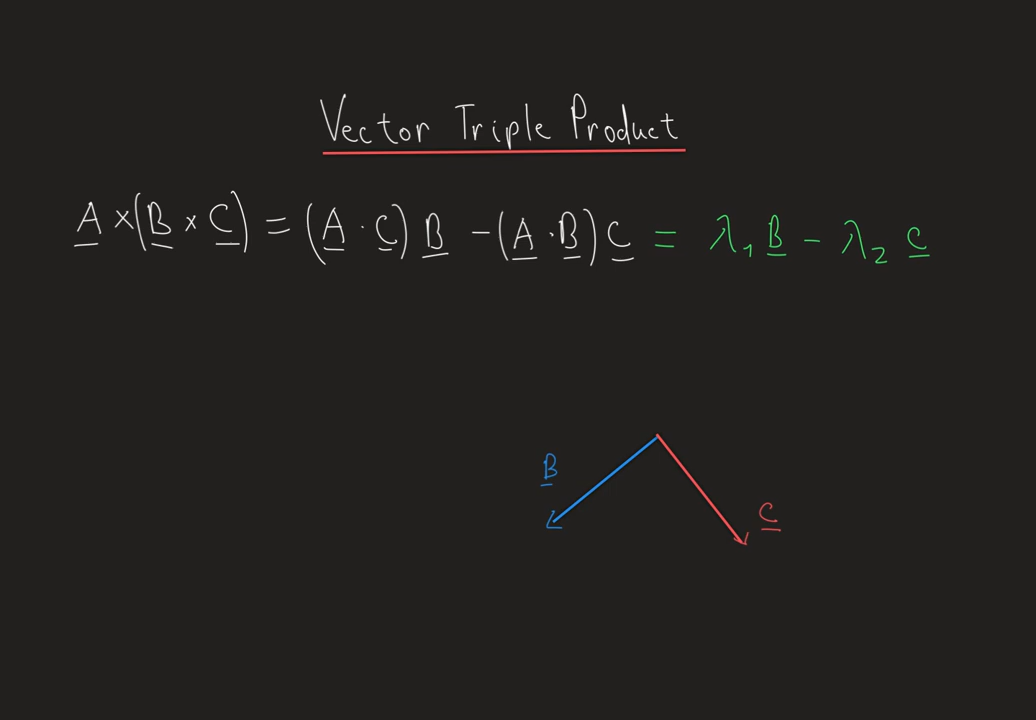 Vector Triple Product
A × (B × C) = (A · C) B - (A · B) C = λ₁ B - λ₂ C
B
C